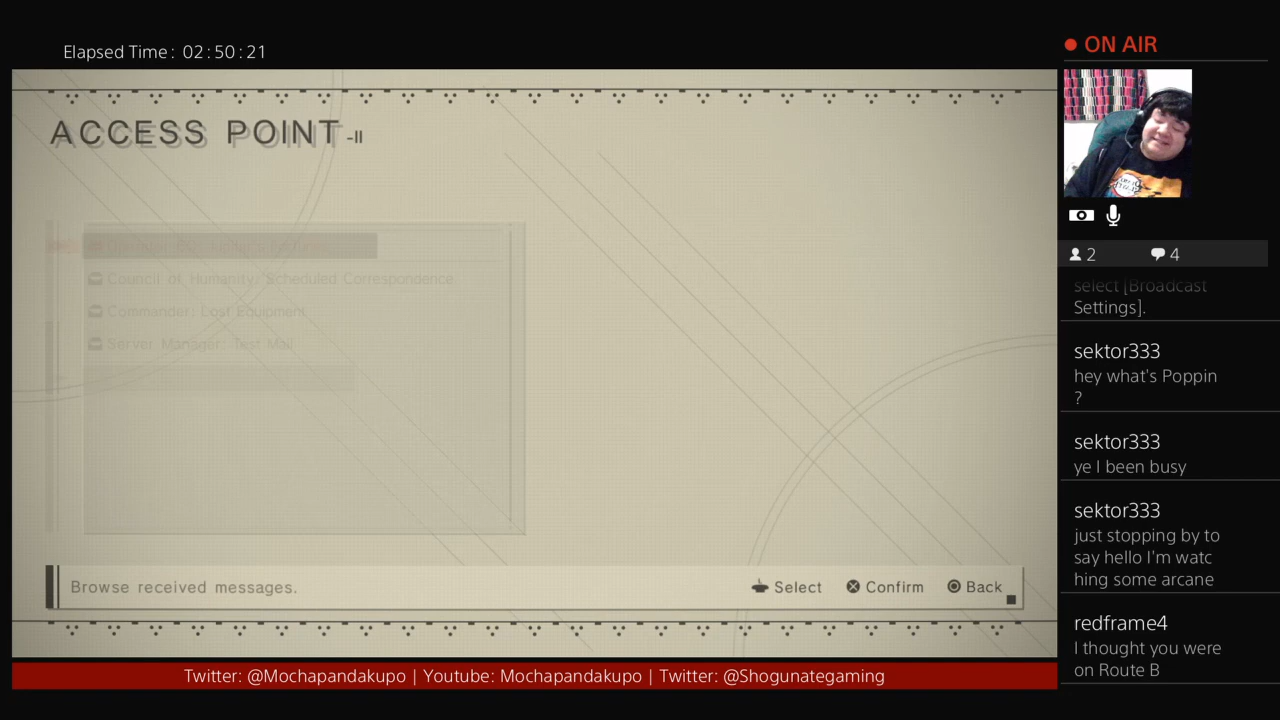 Elapsed Time: 02:50:21
ON AIR
ACCESS POINT -II
Council of Humanity: Scheduled Correspondence
Commander: Lost Equipment
Server Manager: Test Mail
Browse received messages.
Select
Confirm
Back
Twitter: @Mochapandakupo | Youtube: Mochapandakupo | Twitter: @Shogunategaming
2
4
select [Broadcast
Settings].
sektor333
hey what's Poppin
?
sektor333
ye I been busy
sektor333
just stopping by to
say hello I'm watc
hing some arcane
redframe4
I thought you were
on Route B